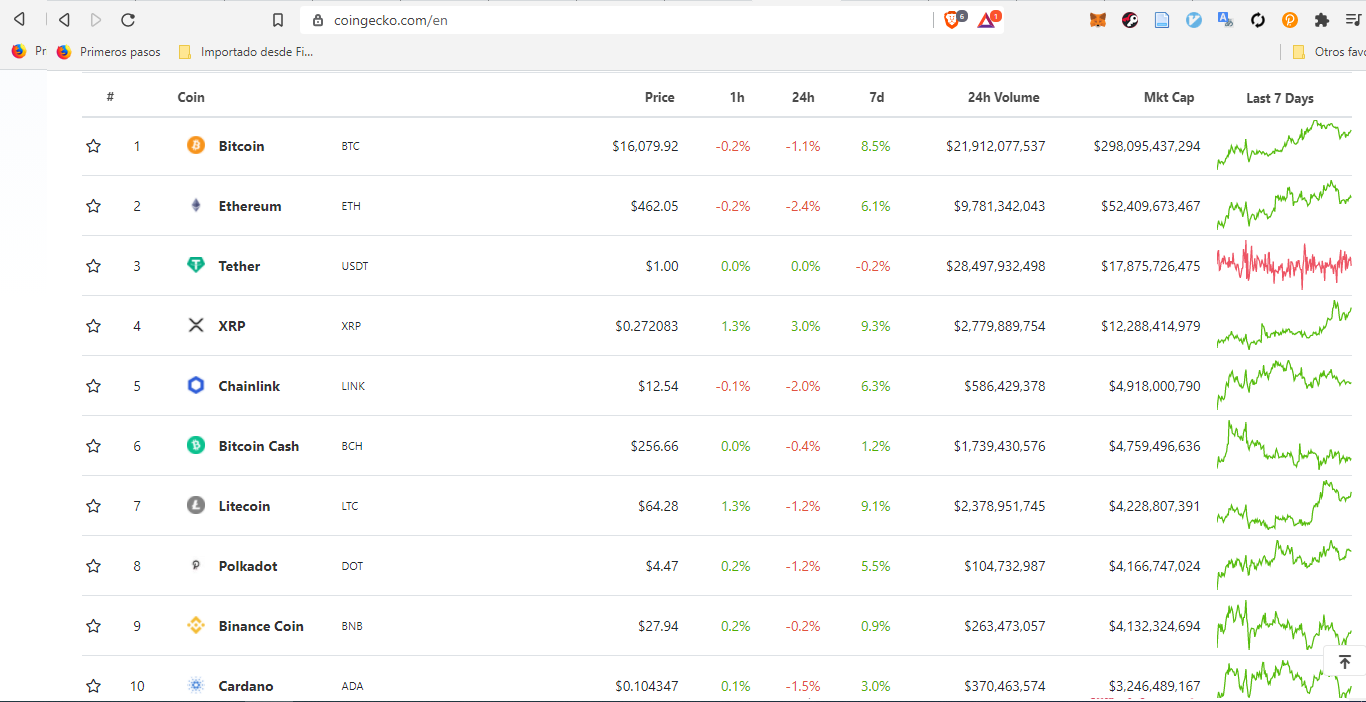 coingecko.com/en
6
1
Pr Primeros pasos Importado desde Fi... Otros favo
# Coin Price 1h 24h 7d 24h Volume Mkt Cap Last 7 Days
1 Bitcoin BTC $16,079.92 -0.2% -1.1% 8.5% $21,912,077,537 $298,095,437,294
2 Ethereum ETH $462.05 -0.2% -2.4% 6.1% $9,781,342,043 $52,409,673,467
3 Tether USDT $1.00 0.0% 0.0% -0.2% $28,497,932,498 $17,875,726,475
4 XRP XRP $0.272083 1.3% 3.0% 9.3% $2,779,889,754 $12,288,414,979
5 Chainlink LINK $12.54 -0.1% -2.0% 6.3% $586,429,378 $4,918,000,790
6 Bitcoin Cash BCH $256.66 0.0% -0.4% 1.2% $1,739,430,576 $4,759,496,636
7 Litecoin LTC $64.28 1.3% -1.2% 9.1% $2,378,951,745 $4,228,807,391
8 Polkadot DOT $4.47 0.2% -1.2% 5.5% $104,732,987 $4,166,747,024
9 Binance Coin BNB $27.94 0.2% -0.2% 0.9% $263,473,057 $4,132,324,694
10 Cardano ADA $0.104347 0.1% -1.5% 3.0% $370,463,574 $3,246,489,167